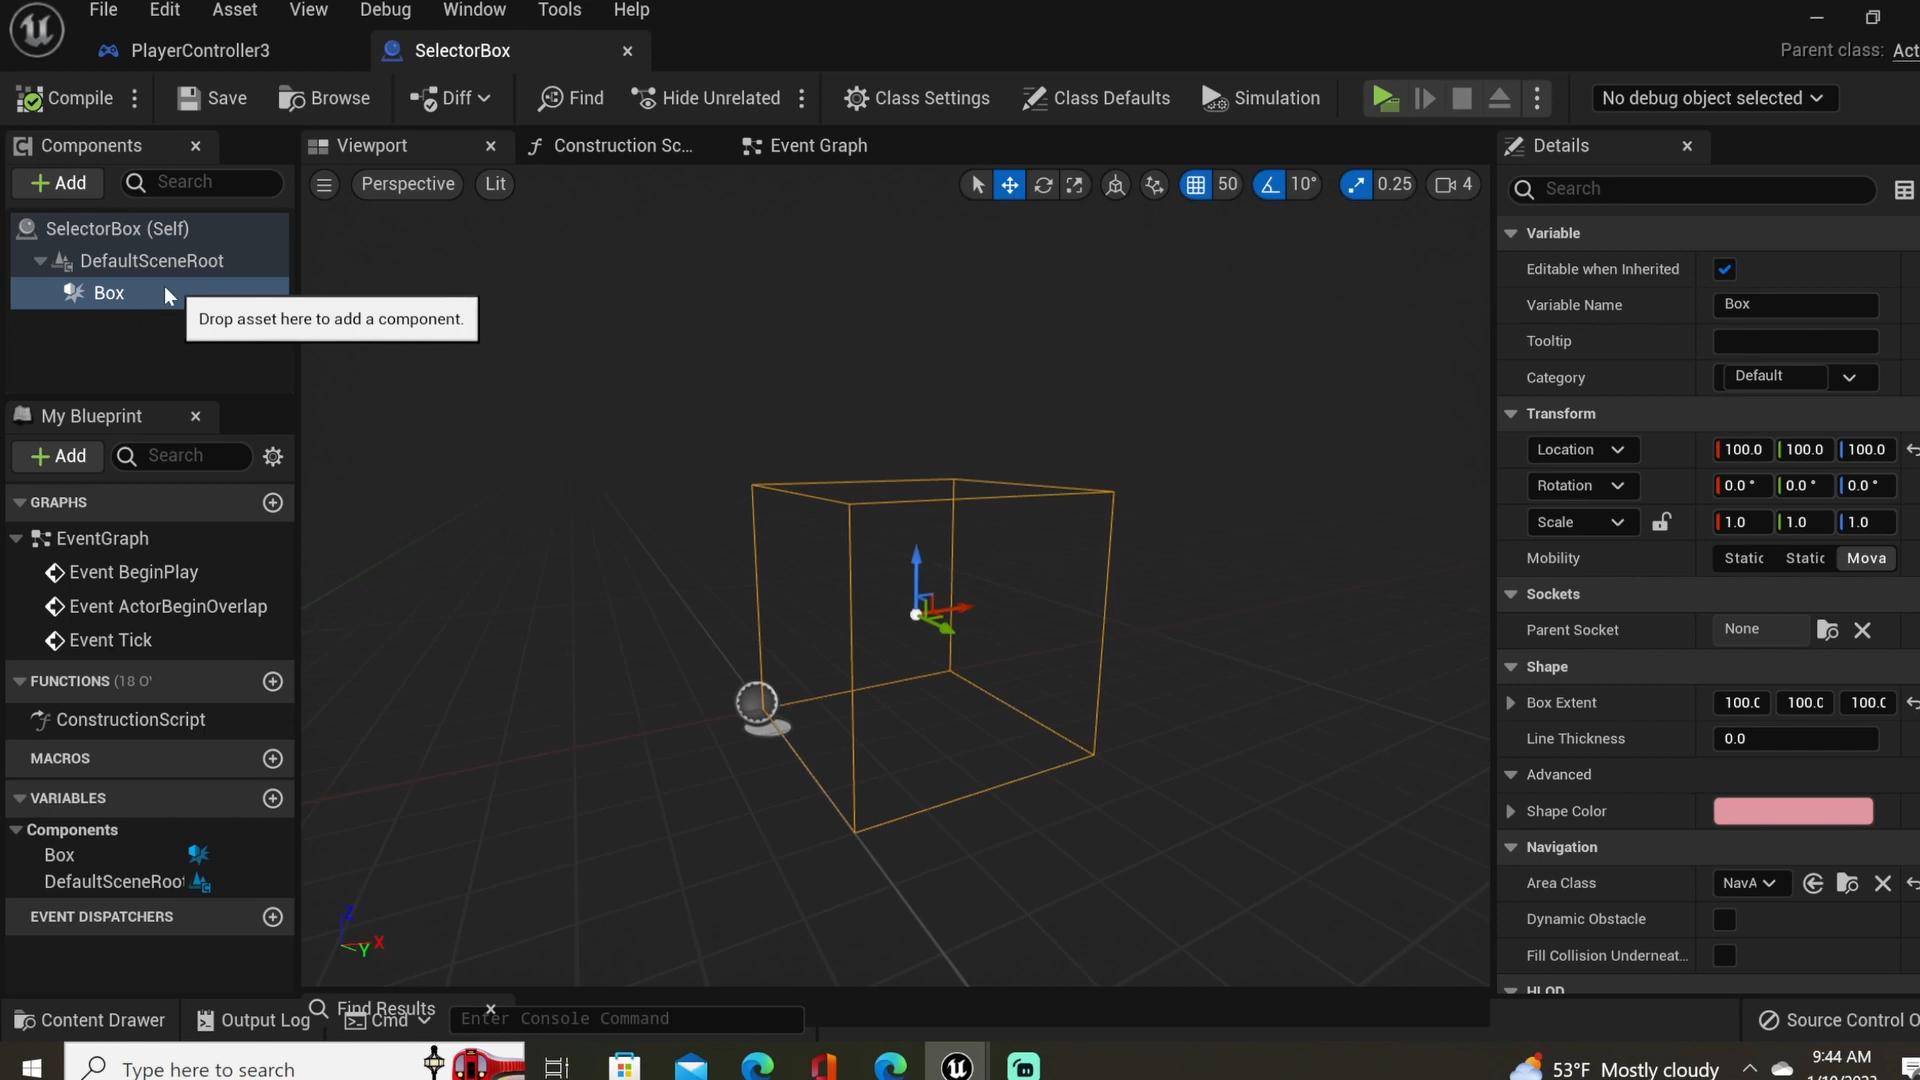 File Edit Asset View Debug Window Tools Help
PlayerController3 SelectorBox Parent class: Act
Compile Save Browse Diff Find Hide Unrelated Class Settings Class Defaults Simulation No debug object selected
Components Viewport Construction Sc... Event Graph Details
Add Search Perspective Lit 50 10° 0.25 4 Search
SelectorBox (Self)
DefaultSceneRoot
Box
Drop asset here to add a component.
My Blueprint
Add Search
GRAPHS
EventGraph
Event BeginPlay
Event ActorBeginOverlap
Event Tick
FUNCTIONS (18 O'
ConstructionScript
MACROS
VARIABLES
Components
Box
DefaultSceneRoot
EVENT DISPATCHERS
Z
X
Y
Variable
Editable when Inherited
Variable Name Box
Tooltip
Category Default
Transform
Location 100.0 100.0 100.0
Rotation 0.0 ° 0.0 ° 0.0 °
Scale 1.0 1.0 1.0
Mobility Static Static Mova
Sockets
Parent Socket None
Shape
Box Extent 100.0 100.0 100.0
Line Thickness 0.0
Advanced
Shape Color
Navigation
Area Class NavA
Dynamic Obstacle
Fill Collision Underneat...
HLOD
Find Results
Content Drawer Output Log Cmd Enter Console Command Source Control O
Type here to search 53°F Mostly cloudy 9:44 AM